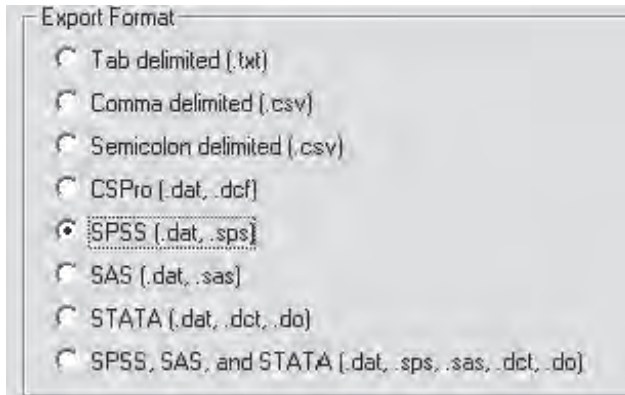 Export Format
Tab delimited (.txt)
Comma delimited (.csv)
Semicolon delimited (.csv)
CSPro (.dat, .dcf)
SPSS (.dat, .sps)
SAS (.dat, .sas)
STATA (.dat, .dct, .do)
SPSS, SAS, and STATA (.dat, .sps, .sas, .dct, .do)